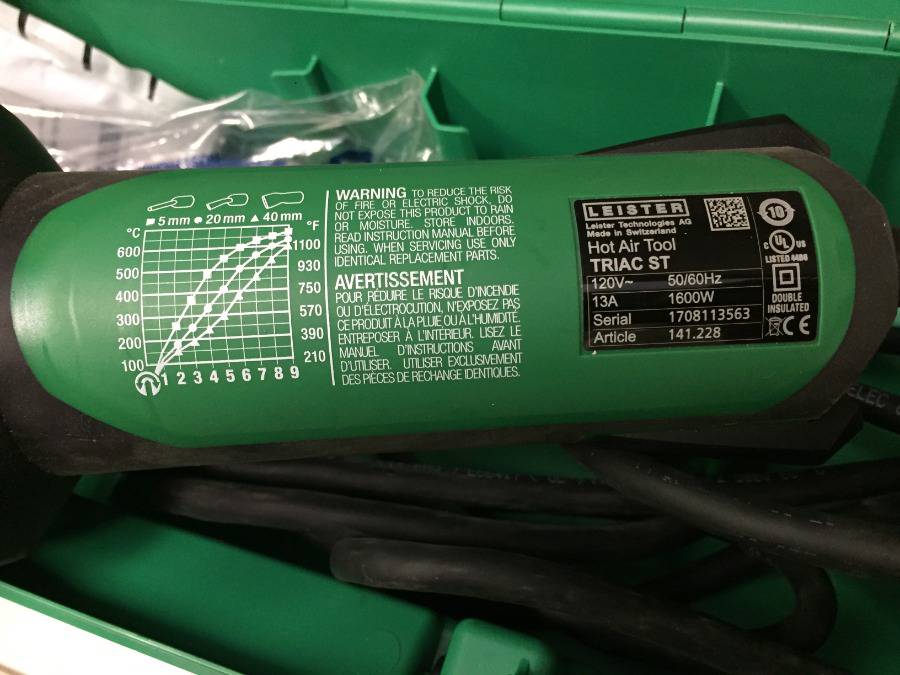 ■ 5 mm ● 20 mm ▲ 40 mm
°C °F
600 1100
500 930
400 750
300 570
200 390
100 210
1 2 3 4 5 6 7 8 9
WARNING TO REDUCE THE RISK
OF FIRE OR ELECTRIC SHOCK, DO
NOT EXPOSE THIS PRODUCT TO RAIN
OR MOISTURE. STORE INDOORS.
READ INSTRUCTION MANUAL BEFORE
USING. WHEN SERVICING USE ONLY
IDENTICAL REPLACEMENT PARTS.
AVERTISSEMENT
POUR RÉDUIRE LE RISQUE D'INCENDIE
OU D'ÉLECTROCUTION, N'EXPOSEZ PAS
CE PRODUIT À LA PLUIE OU À L'HUMIDITÉ.
ENTREPOSER À L'INTÉRIEUR. LISEZ LE
MANUEL D'INSTRUCTIONS AVANT
D'UTILISER. UTILISER EXCLUSIVEMENT
DES PIÈCES DE RECHANGE IDENTIQUES.
LEISTER
Leister Technologies AG
Made in Switzerland
Hot Air Tool
TRIAC ST
120V~ 50/60Hz
13A 1600W
Serial 1708113563
Article 141.228
10
C UL US
LISTED 4486
DOUBLE
INSULATED
CE
ELEC